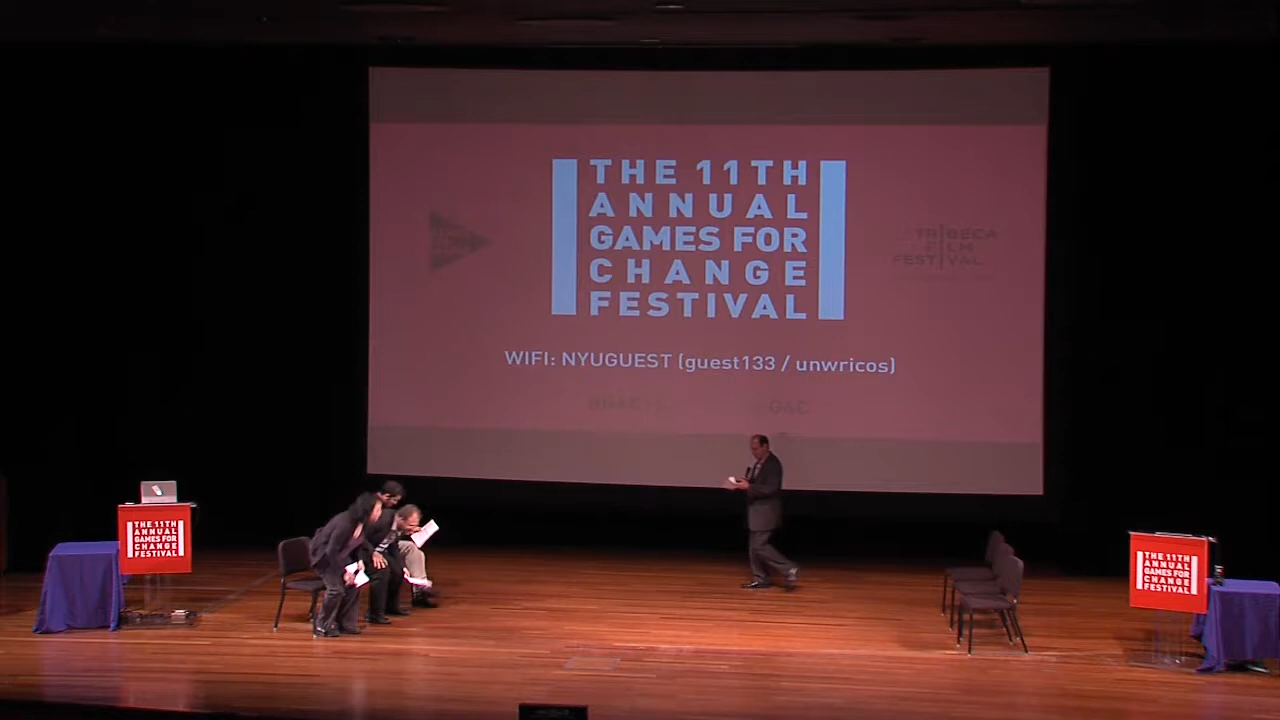 THE 11TH
ANNUAL
GAMES FOR
CHANGE
FESTIVAL
TRIBECA
FILM
FESTIVAL
WIFI: NYUGUEST (guest133 / unwricos)
G4C
THE 11TH
ANNUAL
GAMES FOR
CHANGE
FESTIVAL
THE 11TH
ANNUAL
GAMES FOR
CHANGE
FESTIVAL